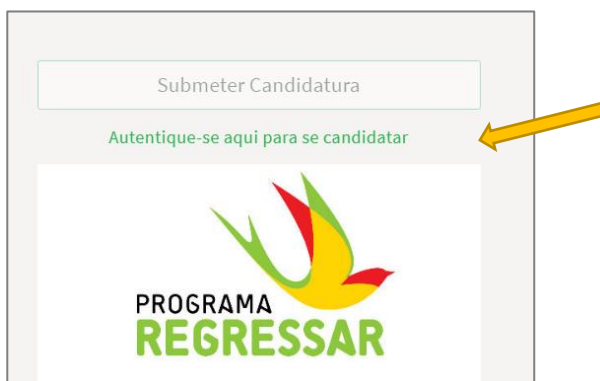 Submeter Candidatura
Autentique-se aqui para se candidatar
PROGRAMA
REGRESSAR